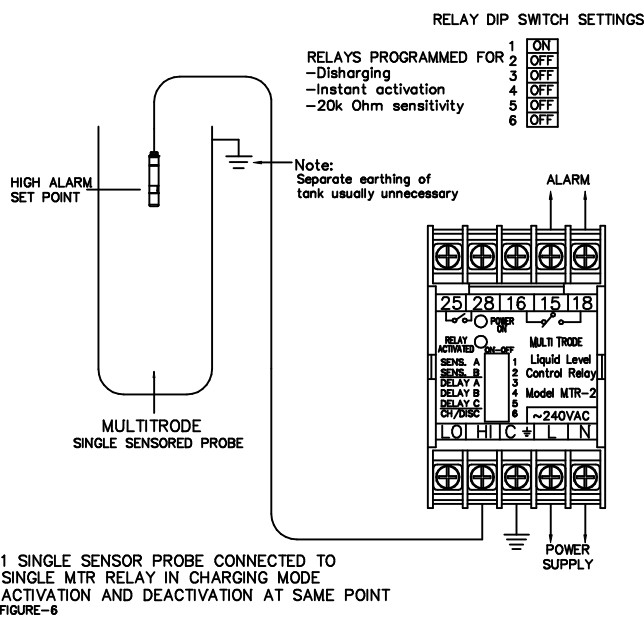 RELAY DIP SWITCH SETTINGS
RELAYS PROGRAMMED FOR
-Disharging
-Instant activation
-20k Ohm sensitivity
1 ON
2 OFF
3 OFF
4 OFF
5 OFF
6 OFF
Note:
Separate earthing of
tank usually unnecessary
HIGH ALARM
SET POINT
ALARM
25 28 16 15 18
POWER
ON
RELAY
ACTIVATED
ON-OFF
MULTI TRODE
Liquid Level
Control Relay
Model MTR-2
~240VAC
SENS. A 1
SENS. B 2
DELAY A 3
DELAY B 4
DELAY C 5
CH/DISC 6
LO HI C L N
MULTITRODE
SINGLE SENSORED PROBE
POWER
SUPPLY
1 SINGLE SENSOR PROBE CONNECTED TO
SINGLE MTR RELAY IN CHARGING MODE
ACTIVATION AND DEACTIVATION AT SAME POINT
FIGURE-6